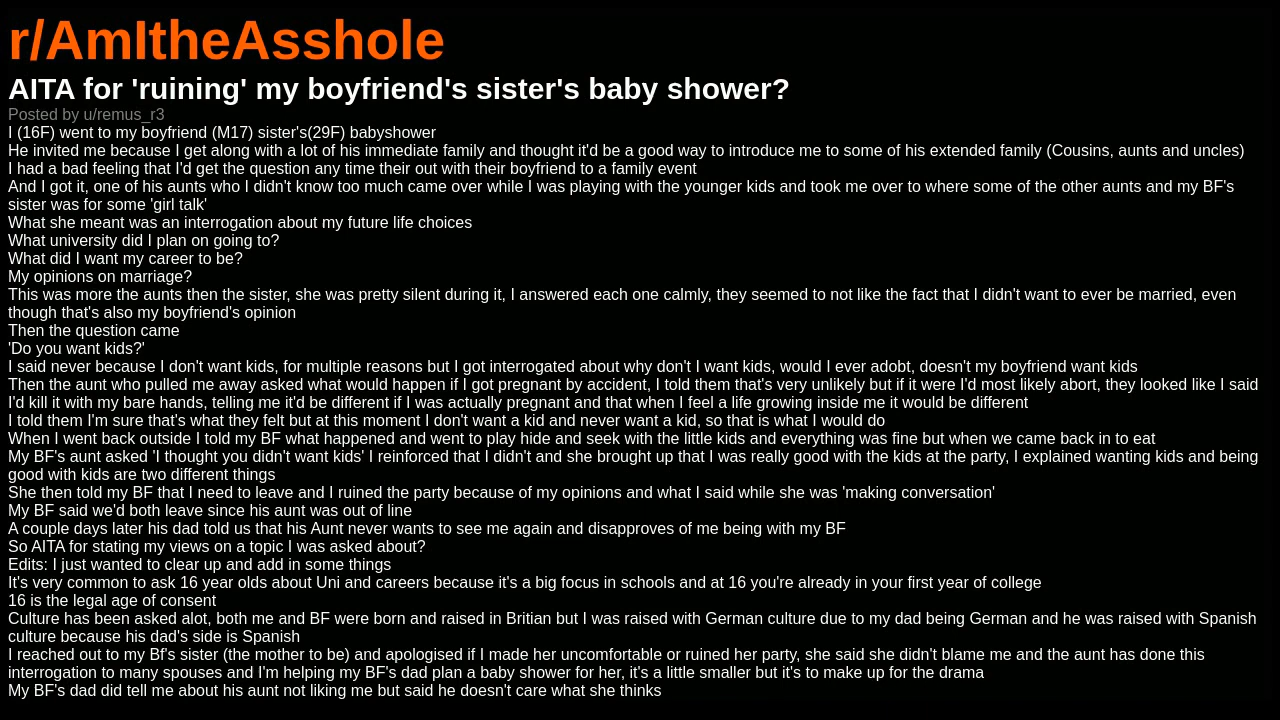 r/AmItheAsshole
AITA for 'ruining' my boyfriend's sister's baby shower?
Posted by u/remus_r3
I (16F) went to my boyfriend (M17) sister's(29F) babyshower
He invited me because I get along with a lot of his immediate family and thought it'd be a good way to introduce me to some of his extended family (Cousins, aunts and uncles)
I had a bad feeling that I'd get the question any time their out with their boyfriend to a family event
And I got it, one of his aunts who I didn't know too much came over while I was playing with the younger kids and took me over to where some of the other aunts and my BF's
sister was for some 'girl talk'
What she meant was an interrogation about my future life choices
What university did I plan on going to?
What did I want my career to be?
My opinions on marriage?
This was more the aunts then the sister, she was pretty silent during it, I answered each one calmly, they seemed to not like the fact that I didn't want to ever be married, even
though that's also my boyfriend's opinion
Then the question came
'Do you want kids?'
I said never because I don't want kids, for multiple reasons but I got interrogated about why don't I want kids, would I ever adobt, doesn't my boyfriend want kids
Then the aunt who pulled me away asked what would happen if I got pregnant by accident, I told them that's very unlikely but if it were I'd most likely abort, they looked like I said
I'd kill it with my bare hands, telling me it'd be different if I was actually pregnant and that when I feel a life growing inside me it would be different
I told them I'm sure that's what they felt but at this moment I don't want a kid and never want a kid, so that is what I would do
When I went back outside I told my BF what happened and went to play hide and seek with the little kids and everything was fine but when we came back in to eat
My BF's aunt asked 'I thought you didn't want kids' I reinforced that I didn't and she brought up that I was really good with the kids at the party, I explained wanting kids and being
good with kids are two different things
She then told my BF that I need to leave and I ruined the party because of my opinions and what I said while she was 'making conversation'
My BF said we'd both leave since his aunt was out of line
A couple days later his dad told us that his Aunt never wants to see me again and disapproves of me being with my BF
So AITA for stating my views on a topic I was asked about?
Edits: I just wanted to clear up and add in some things
It's very common to ask 16 year olds about Uni and careers because it's a big focus in schools and at 16 you're already in your first year of college
16 is the legal age of consent
Culture has been asked alot, both me and BF were born and raised in Britian but I was raised with German culture due to my dad being German and he was raised with Spanish
culture because his dad's side is Spanish
I reached out to my Bf's sister (the mother to be) and apologised if I made her uncomfortable or ruined her party, she said she didn't blame me and the aunt has done this
interrogation to many spouses and I'm helping my BF's dad plan a baby shower for her, it's a little smaller but it's to make up for the drama
My BF's dad did tell me about his aunt not liking me but said he doesn't care what she thinks